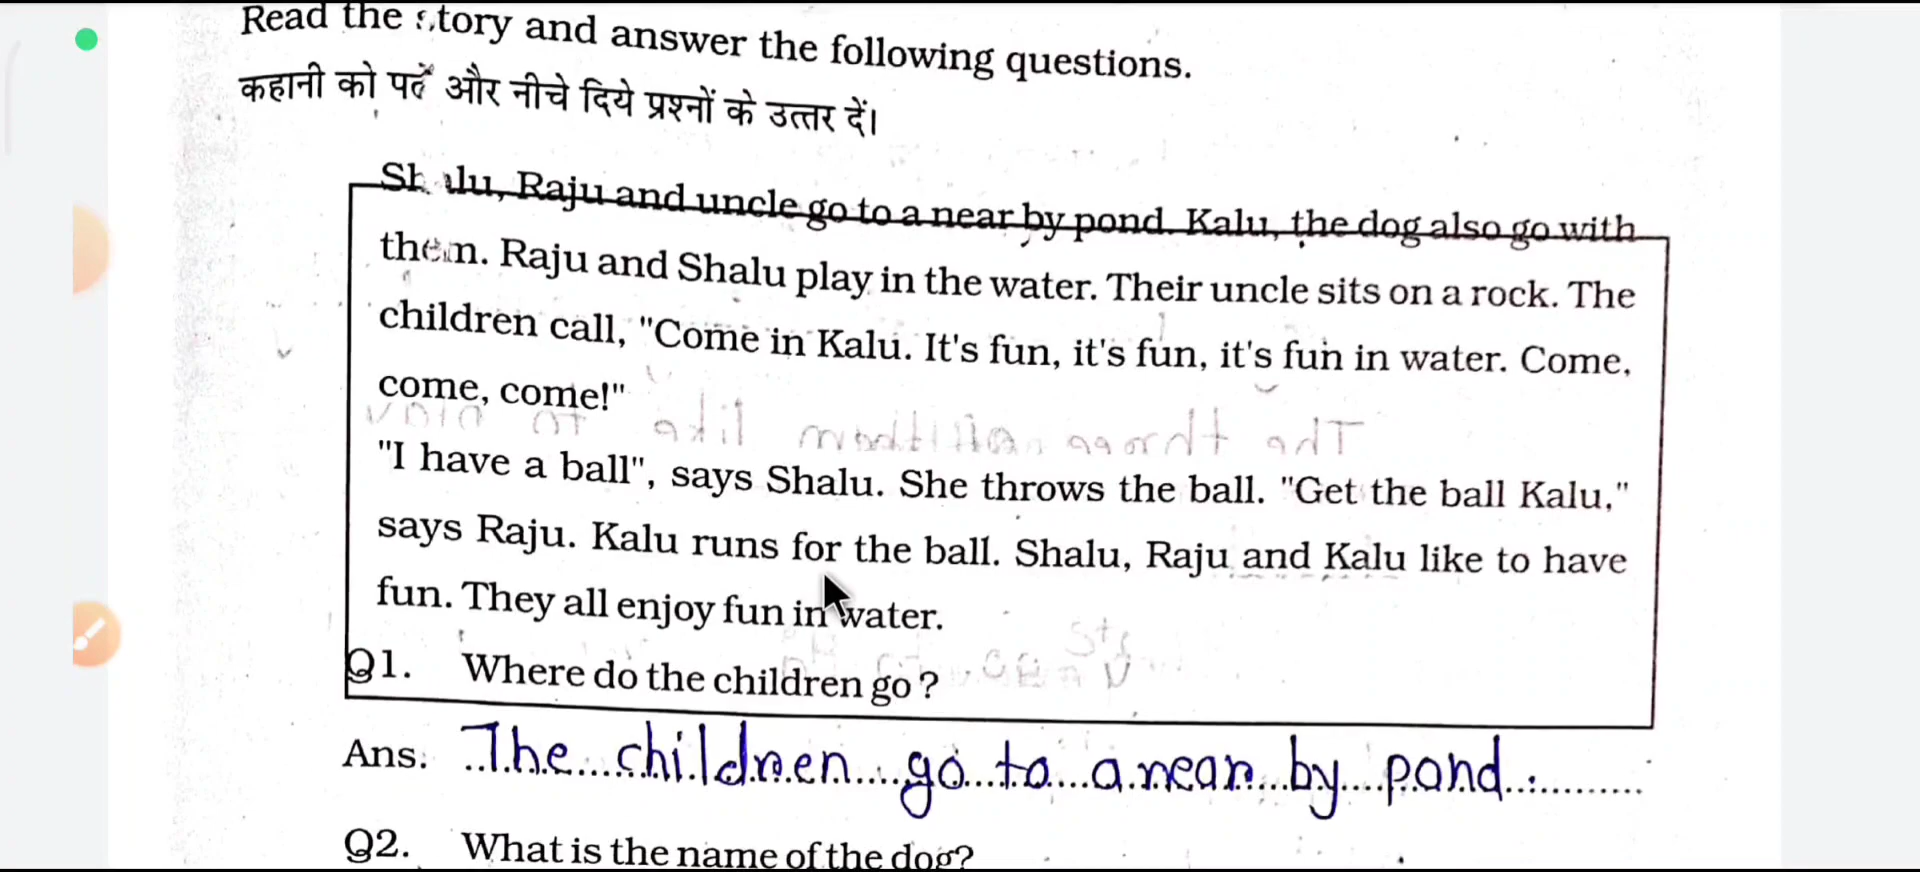 Read the story and answer the following questions.
कहानी को पढें और नीचे दिये प्रश्नों के उत्तर दें।
Shalu, Raju and uncle go to a near by pond. Kalu, the dog also go with
them. Raju and Shalu play in the water. Their uncle sits on a rock. The
children call, "Come in Kalu. It's fun, it's fun, it's fun in water. Come,
come, come!"
"I have a ball", says Shalu. She throws the ball. "Get the ball Kalu,"
says Raju. Kalu runs for the ball. Shalu, Raju and Kalu like to have
fun. They all enjoy fun in water.
Q1. Where do the children go?
Ans. The children go to a near by pond.
Q2. What is the name of the dog?